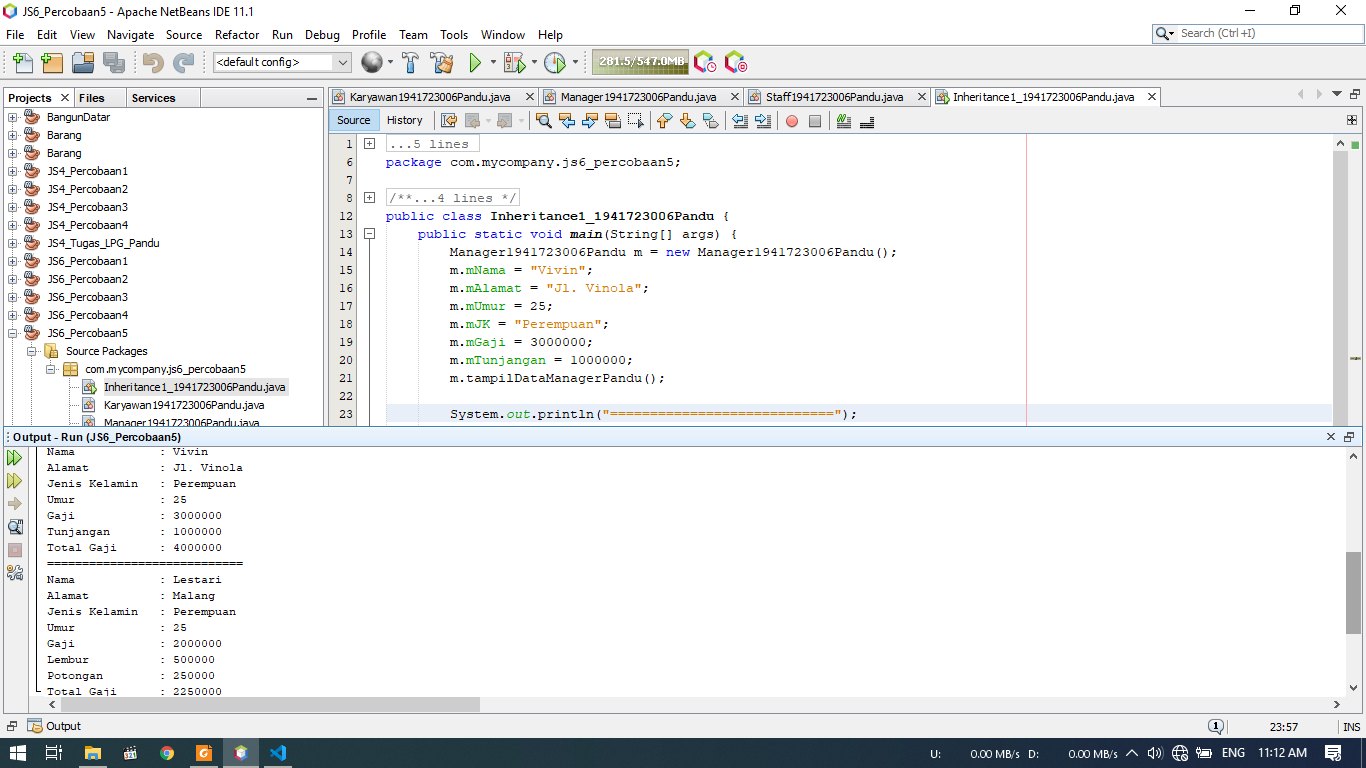 JS6_Percobaan5 - Apache NetBeans IDE 11.1
File Edit View Navigate Source Refactor Run Debug Profile Team Tools Window Help
Search (Ctrl+I)
<default config>
281.5/547.0MB
Projects Files Services
BangunDatar
Barang
Barang
JS4_Percobaan1
JS4_Percobaan2
JS4_Percobaan3
JS4_Percobaan4
JS4_Tugas_LPG_Pandu
JS6_Percobaan1
JS6_Percobaan2
JS6_Percobaan3
JS6_Percobaan4
JS6_Percobaan5
Source Packages
com.mycompany.js6_percobaan5
Inheritance1_1941723006Pandu.java
Karyawan1941723006Pandu.java
Manager1941723006Pandu.java
Karyawan1941723006Pandu.java Manager1941723006Pandu.java Staff1941723006Pandu.java Inheritance1_1941723006Pandu.java
Source History
1 ...5 lines
6 package com.mycompany.js6_percobaan5;
7
8 /**...4 lines */
12 public class Inheritance1_1941723006Pandu {
13 public static void main(String[] args) {
14 Manager1941723006Pandu m = new Manager1941723006Pandu();
15 m.mNama = "Vivin";
16 m.mAlamat = "Jl. Vinola";
17 m.mUmur = 25;
18 m.mJK = "Perempuan";
19 m.mGaji = 3000000;
20 m.mTunjangan = 1000000;
21 m.tampilDataManagerPandu();
22
23 System.out.println("============================");
Output - Run (JS6_Percobaan5)
Nama : Vivin
Alamat : Jl. Vinola
Jenis Kelamin : Perempuan
Umur : 25
Gaji : 3000000
Tunjangan : 1000000
Total Gaji : 4000000
============================
Nama : Lestari
Alamat : Malang
Jenis Kelamin : Perempuan
Umur : 25
Gaji : 2000000
Lembur : 500000
Potongan : 250000
Total Gaji : 2250000
Output
1
23:57
INS
U: 0.00 MB/s D: 0.00 MB/s
ENG
11:12 AM